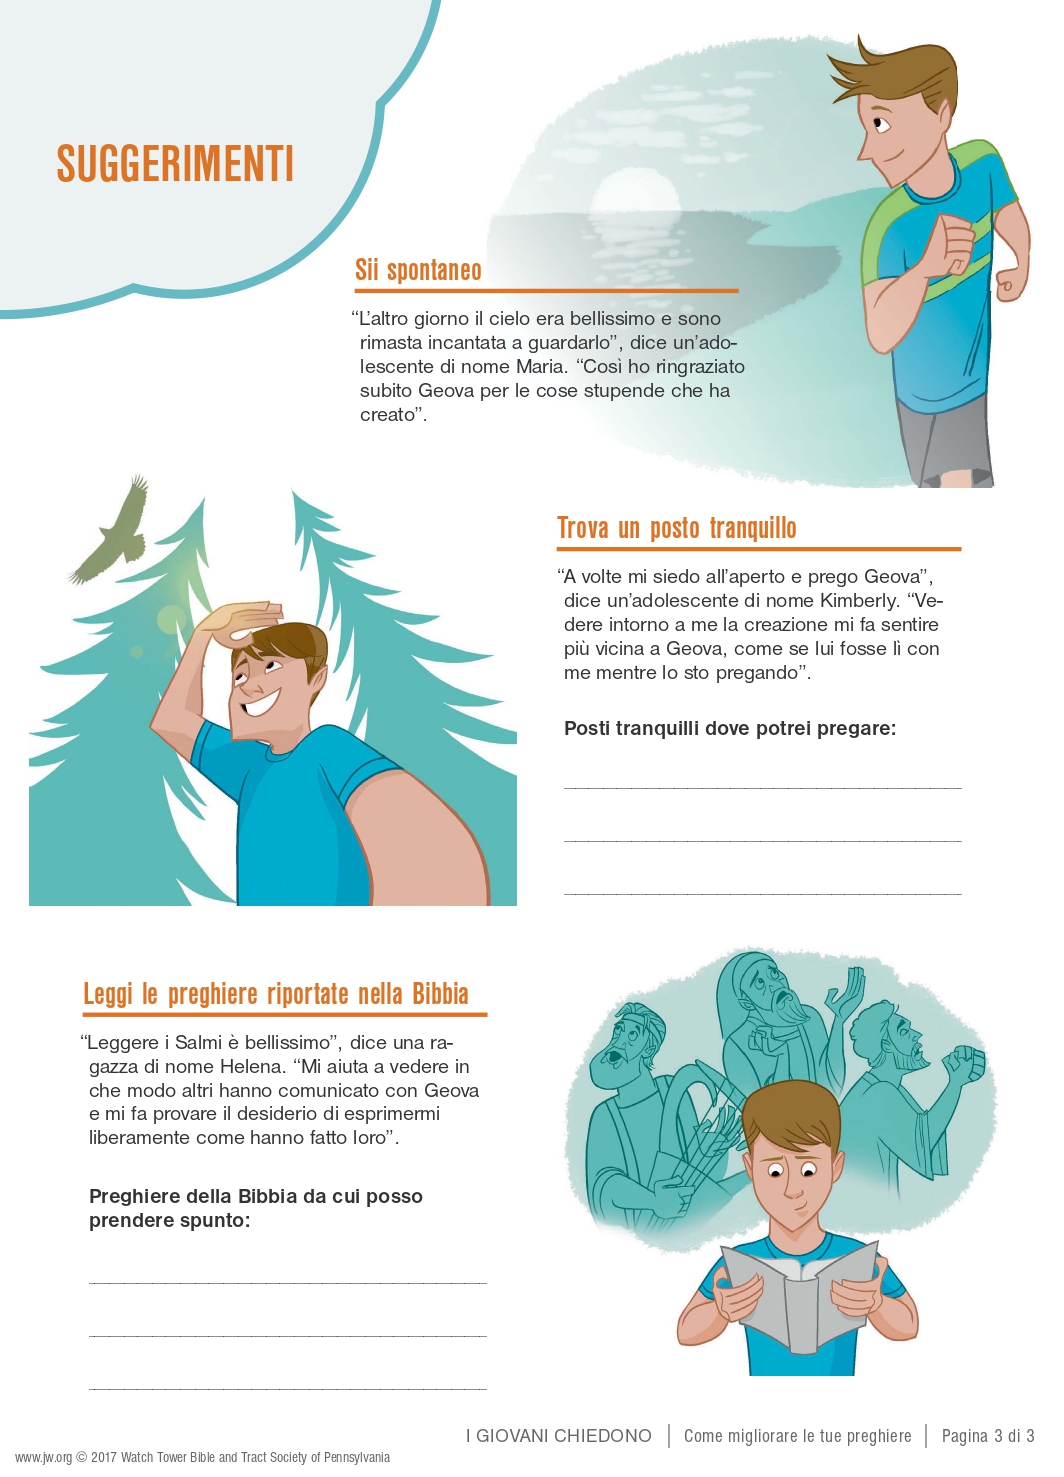 SUGGERIMENTI
Sii spontaneo
“L’altro giorno il cielo era bellissimo e sono
rimasta incantata a guardarlo”, dice un’ado-
lescente di nome Maria. “Così ho ringraziato
subito Geova per le cose stupende che ha
creato”.
Trova un posto tranquillo
“A volte mi siedo all’aperto e prego Geova”,
dice un’adolescente di nome Kimberly. “Ve-
dere intorno a me la creazione mi fa sentire
più vicina a Geova, come se lui fosse lì con
me mentre lo sto pregando”.
Posti tranquilli dove potrei pregare:
Leggi le preghiere riportate nella Bibbia
“Leggere i Salmi è bellissimo”, dice una ra-
gazza di nome Helena. “Mi aiuta a vedere in
che modo altri hanno comunicato con Geova
e mi fa provare il desiderio di esprimermi
liberamente come hanno fatto loro”.
Preghiere della Bibbia da cui posso
prendere spunto:
I GIOVANI CHIEDONO | Come migliorare le tue preghiere | Pagina 3 di 3
www.jw.org © 2017 Watch Tower Bible and Tract Society of Pennsylvania